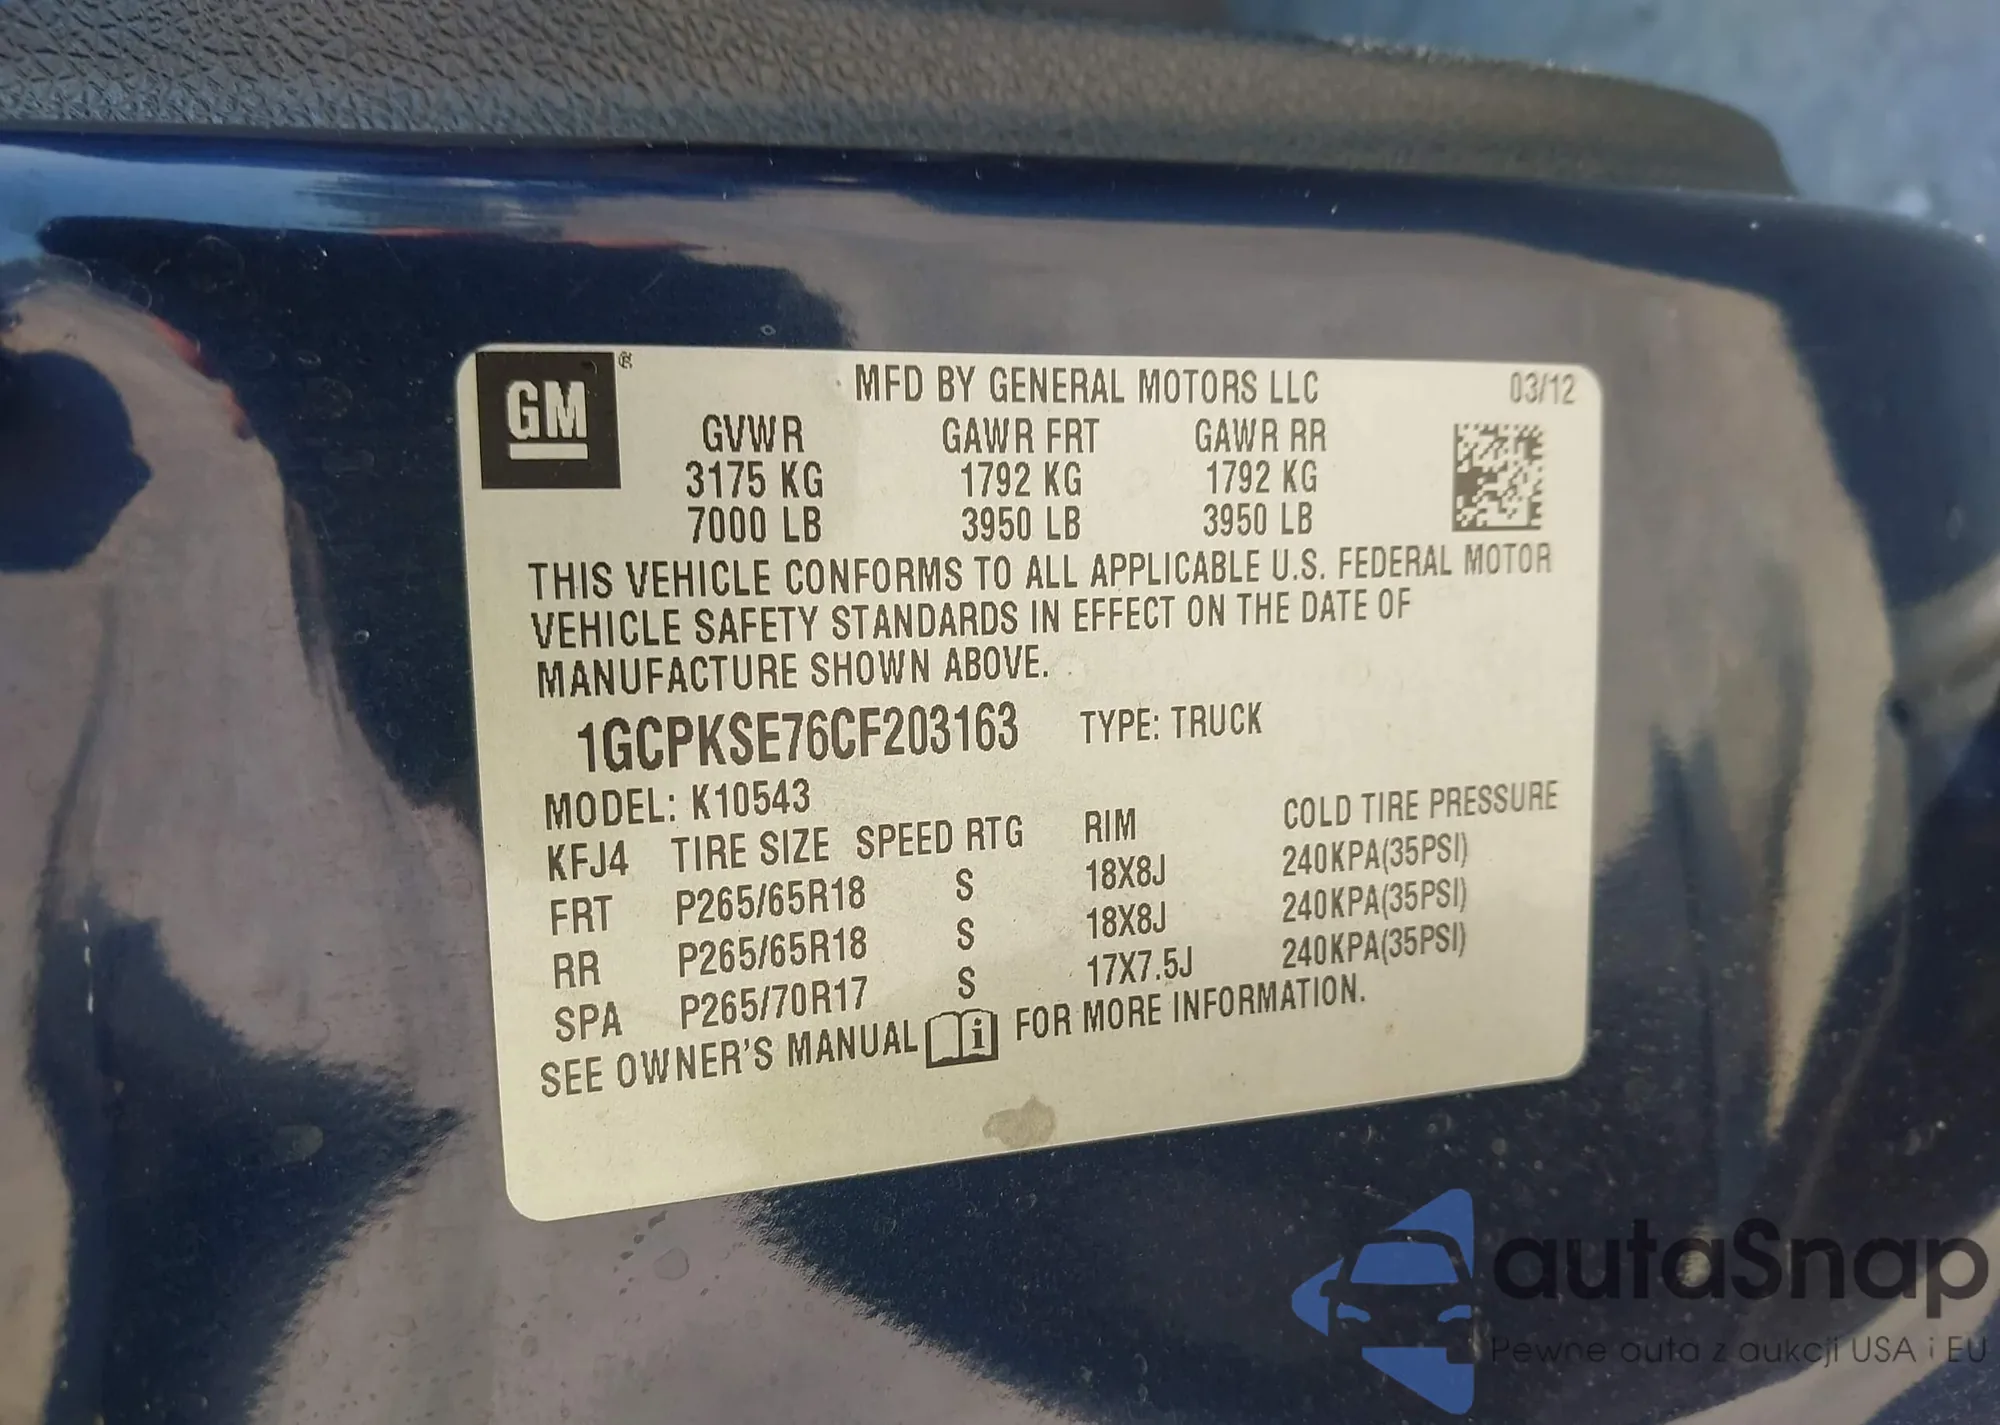 GM
MFD BY GENERAL MOTORS LLC 03/12
GVWR GAWR FRT GAWR RR
3175 KG 1792 KG 1792 KG
7000 LB 3950 LB 3950 LB
THIS VEHICLE CONFORMS TO ALL APPLICABLE U.S. FEDERAL MOTOR
VEHICLE SAFETY STANDARDS IN EFFECT ON THE DATE OF
MANUFACTURE SHOWN ABOVE.
1GCPKSE76CF203163 TYPE: TRUCK
MODEL: K10543
KFJ4 TIRE SIZE SPEED RTG RIM COLD TIRE PRESSURE
FRT P265/65R18 S 18X8J 240KPA(35PSI)
RR P265/65R18 S 18X8J 240KPA(35PSI)
SPA P265/70R17 S 17X7.5J 240KPA(35PSI)
SEE OWNER'S MANUAL i FOR MORE INFORMATION.
autaSnap
Pewne auta z aukcji USA i EU